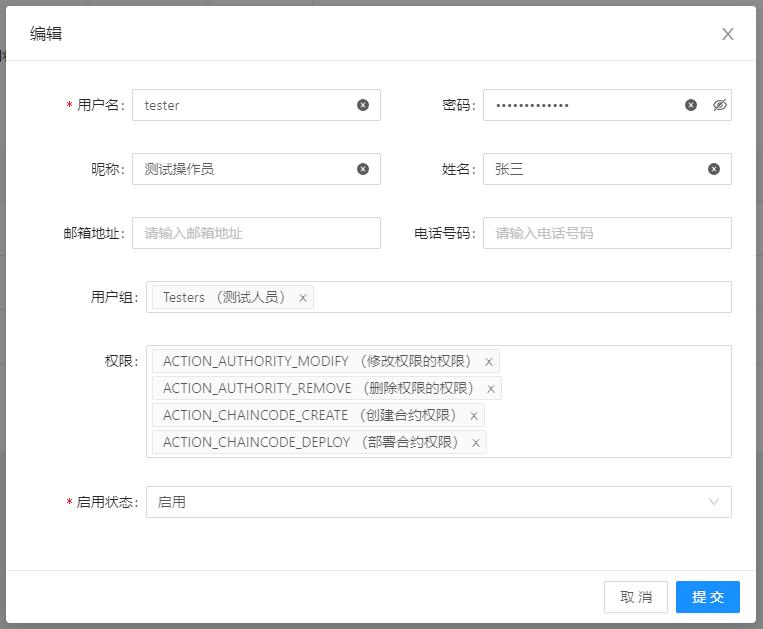 编辑
* 用户名: tester 密码: •••••••••••••
昵称: 测试操作员 姓名: 张三
邮箱地址: 请输入邮箱地址 电话号码: 请输入电话号码
用户组: Testers （测试人员）
权限: ACTION_AUTHORITY_MODIFY （修改权限的权限）
ACTION_AUTHORITY_REMOVE （删除权限的权限）
ACTION_CHAINCODE_CREATE （创建合约权限）
ACTION_CHAINCODE_DEPLOY （部署合约权限）
* 启用状态: 启用
取 消 提 交